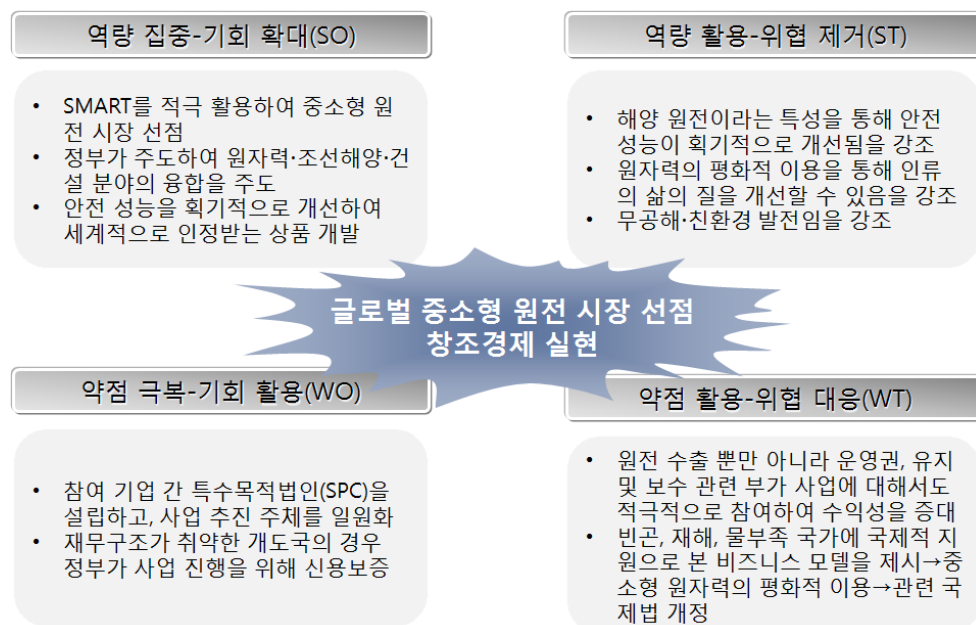 역량 집중-기회 확대(SO)
• SMART를 적극 활용하여 중소형 원
전 시장 선점
• 정부가 주도하여 원자력·조선해양·건
설 분야의 융합을 주도
• 안전 성능을 획기적으로 개선하여
세계적으로 인정받는 상품 개발
역량 활용-위협 제거(ST)
• 해양 원전이라는 특성을 통해 안전
성능이 획기적으로 개선됨을 강조
• 원자력의 평화적 이용을 통해 인류
의 삶의 질을 개선할 수 있음을 강조
• 무공해·친환경 발전임을 강조
글로벌 중소형 원전 시장 선점
창조경제 실현
약점 극복-기회 활용(WO)
• 참여 기업 간 특수목적법인(SPC)을
설립하고, 사업 추진 주체를 일원화
• 재무구조가 취약한 개도국의 경우
정부가 사업 진행을 위해 신용보증
약점 활용-위협 대응(WT)
• 원전 수출 뿐만 아니라 운영권, 유지
및 보수 관련 부가 사업에 대해서도
적극적으로 참여하여 수익성을 증대
• 빈곤, 재해, 물부족 국가에 국제적 지
원으로 본 비즈니스 모델을 제시→중
소형 원자력의 평화적 이용→관련 국
제법 개정